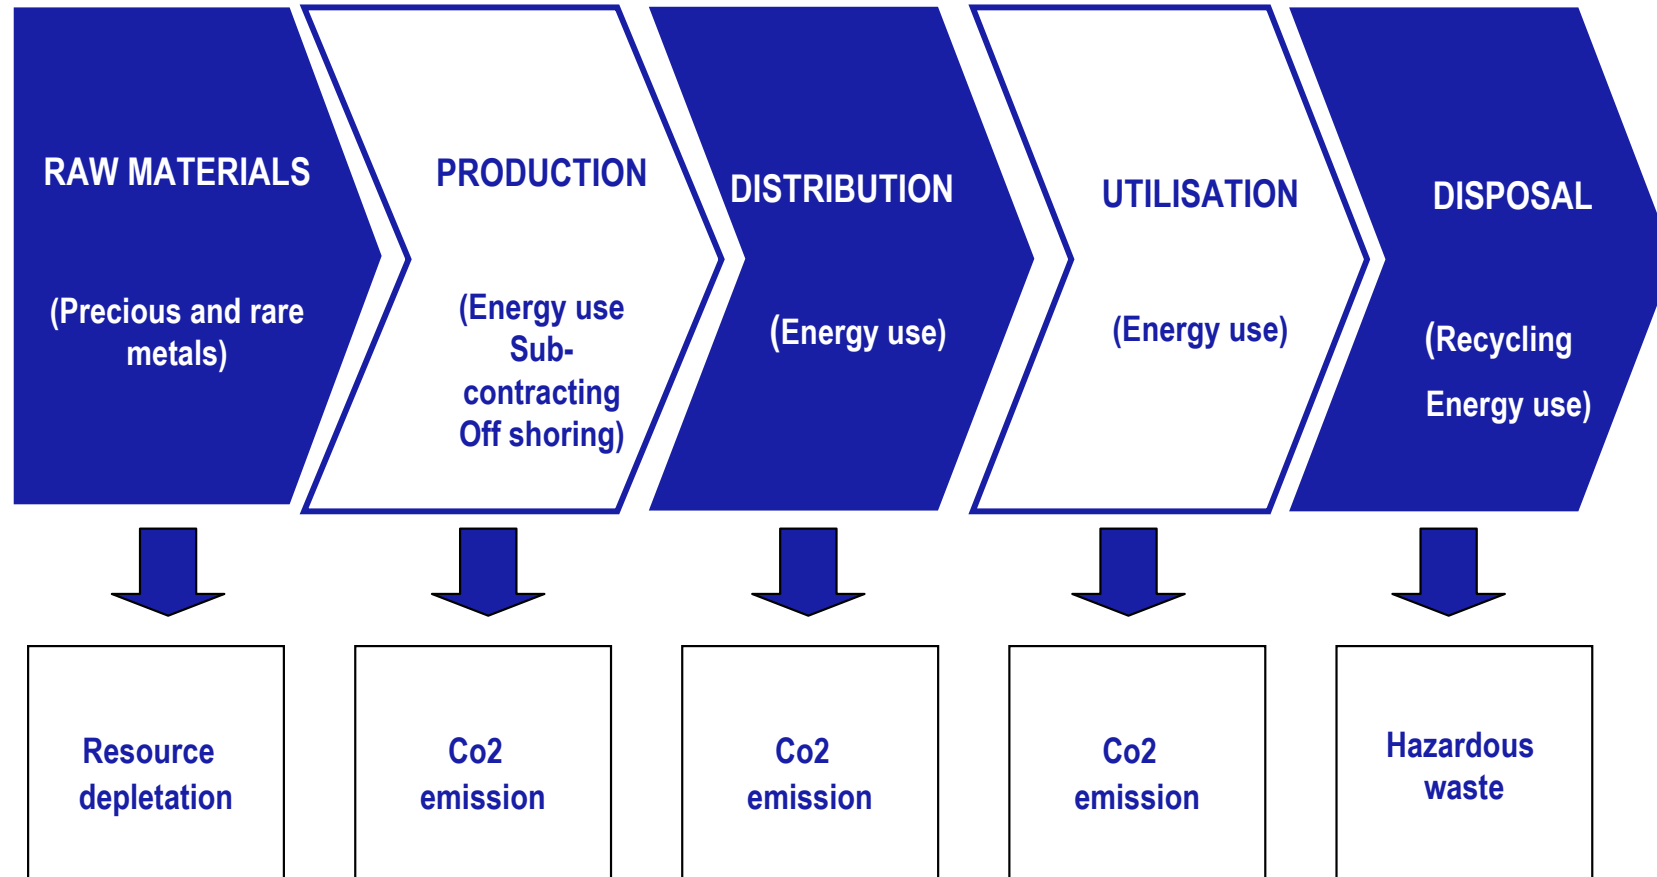 RAW MATERIALS
(Precious and rare
metals)
PRODUCTION
(Energy use
Sub-
contracting
Off shoring)
DISTRIBUTION
(Energy use)
UTILISATION
(Energy use)
DISPOSAL
(Recycling
Energy use)
Resource
depletation
Co2
emission
Co2
emission
Co2
emission
Hazardous
waste